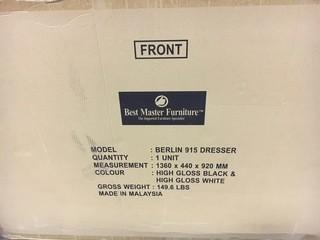 FRONT
Best Master Furniture™
The Imported Furniture Specialist
MODEL : BERLIN 915 DRESSER
QUANTITY : 1 UNIT
MEASUREMENT : 1360 x 440 x 920 MM
COLOUR : HIGH GLOSS BLACK &
HIGH GLOSS WHITE
GROSS WEIGHT : 149.6 LBS
MADE IN MALAYSIA